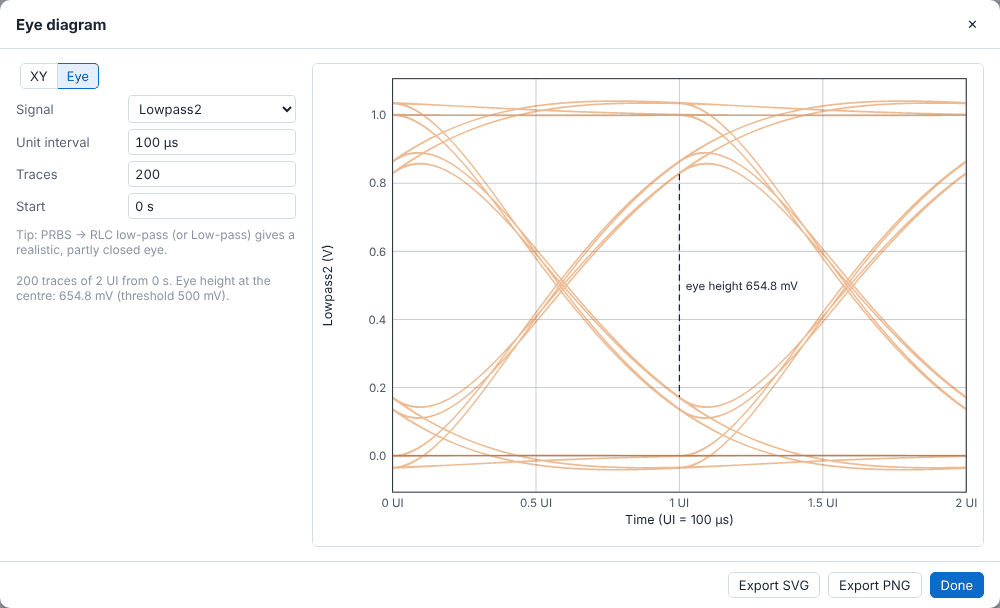 Eye diagram
×
XY
Eye
Signal
Lowpass2
Unit interval
100 µs
Traces
200
Start
0 s
Tip: PRBS → RLC low-pass (or Low-pass) gives a
realistic, partly closed eye.
200 traces of 2 UI from 0 s. Eye height at the
centre: 654.8 mV (threshold 500 mV).
Lowpass2 (V)
1.0
0.8
0.6
0.4
0.2
0.0
eye height 654.8 mV
0 UI
0.5 UI
1 UI
1.5 UI
2 UI
Time (UI = 100 µs)
Export SVG
Export PNG
Done